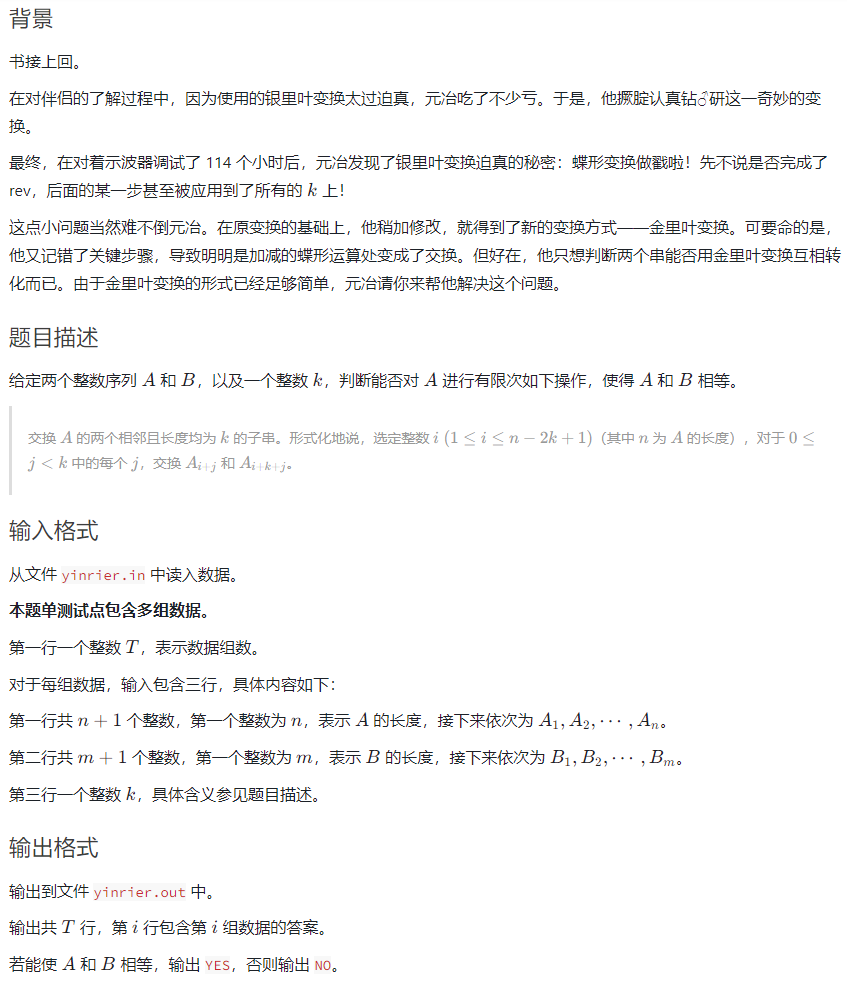 背景
书接上回。
在对伴侣的了解过程中，因为使用的银里叶变换太过迫真，元冶吃了不少亏。于是，他撅腚认真钻♂研这一奇妙的变
换。
最终，在对着示波器调试了 114 个小时后，元冶发现了银里叶变换迫真的秘密：蝶形变换做戳啦！先不说是否完成了
rev，后面的某一步甚至被应用到了所有的 k 上！
这点小问题当然难不倒元冶。在原变换的基础上，他稍加修改，就得到了新的变换方式——金里叶变换。可要命的是，
他又记错了关键步骤，导致明明是加减的蝶形运算处变成了交换。但好在，他只想判断两个串能否用金里叶变换互相转
化而已。由于金里叶变换的形式已经足够简单，元冶请你来帮他解决这个问题。
题目描述
给定两个整数序列 A 和 B，以及一个整数 k，判断能否对 A 进行有限次如下操作，使得 A 和 B 相等。
交换 A 的两个相邻且长度均为 k 的子串。形式化地说，选定整数 i (1 ≤ i ≤ n − 2k + 1)（其中 n 为 A 的长度），对于 0 ≤
j < k 中的每个 j，交换 A_{i+j} 和 A_{i+k+j}。
输入格式
从文件 yinrier.in 中读入数据。
本题单测试点包含多组数据。
第一行一个整数 T，表示数据组数。
对于每组数据，输入包含三行，具体内容如下：
第一行共 n + 1 个整数，第一个整数为 n，表示 A 的长度，接下来依次为 A_1, A_2, ⋯, A_n。
第二行共 m + 1 个整数，第一个整数为 m，表示 B 的长度，接下来依次为 B_1, B_2, ⋯, B_m。
第三行一个整数 k，具体含义参见题目描述。
输出格式
输出到文件 yinrier.out 中。
输出共 T 行，第 i 行包含第 i 组数据的答案。
若能使 A 和 B 相等，输出 YES，否则输出 NO。